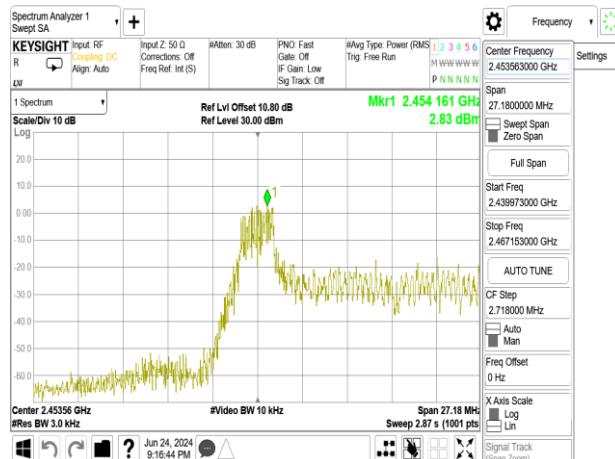 Spectrum Analyzer 1
Swept SA
Frequency
KEYSIGHT
R
LXI
Input: RF
Coupling: DC
Align: Auto
Input Z: 50 Ω
Corrections: Off
Freq Ref: Int (S)
#Atten: 30 dB
PNO: Fast
Gate: Off
IF Gain: Low
Sig Track: Off
#Avg Type: Power (RMS
Trig: Free Run
1 2 3 4 5 6
M W W W W W
P N N N N N
1 Spectrum
Scale/Div 10 dB
Log
Ref Lvl Offset 10.80 dB
Ref Level 30.00 dBm
Mkr1 2.454 161 GHz
2.83 dBm
20.0
10.0
0.00
-10.0
-20.0
-30.0
-40.0
-50.0
-60.0
1
Center 2.45356 GHz
#Res BW 3.0 kHz
#Video BW 10 kHz
Span 27.18 MHz
Sweep 2.87 s (1001 pts
Jun 24, 2024
9:16:44 PM
Center Frequency
2.453563000 GHz
Settings
Span
27.1800000 MHz
Swept Span
Zero Span
Full Span
Start Freq
2.439973000 GHz
Stop Freq
2.467153000 GHz
AUTO TUNE
CF Step
2.718000 MHz
Auto
Man
Freq Offset
0 Hz
X Axis Scale
Log
Lin
Signal Track
(Span Zoom)